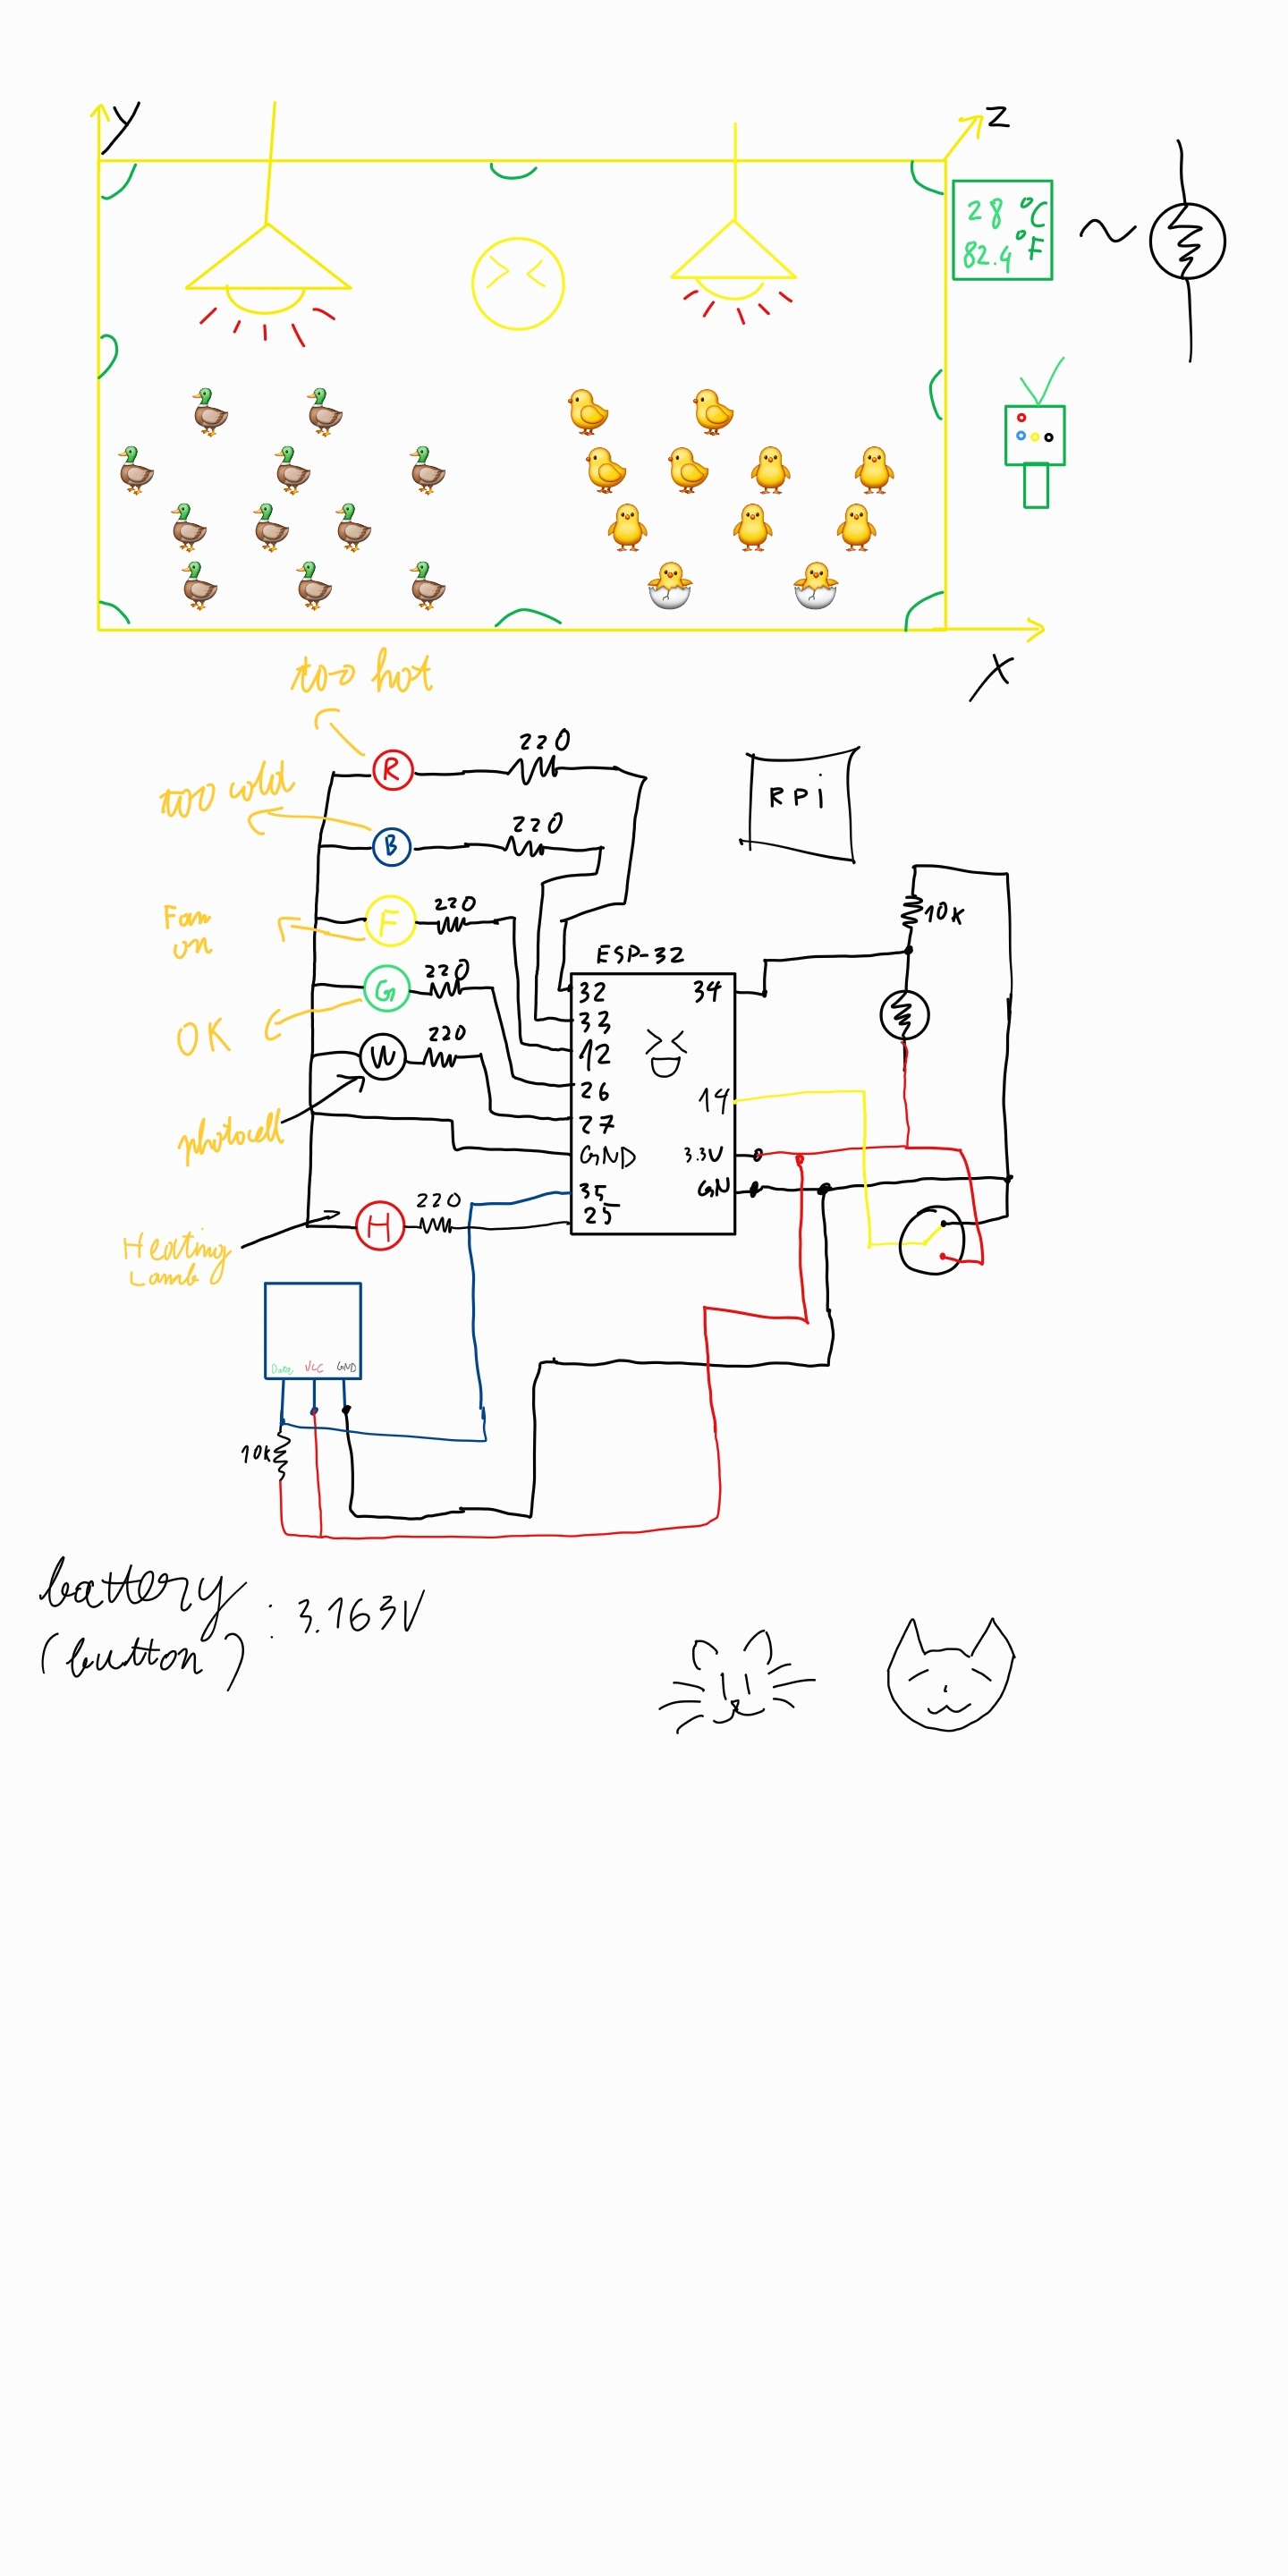 y
z
28 °C
82.4 °F
x
too hot
R
220
RPi
too cold
B
220
10K
Fan
on
F
220
ESP-32
OK
G
220
32
34
33
W
220
12
photocell
26
14
27
GND
3.3V
35
GN
25
Heating
Lamb
H
220
Data
VCC
GND
10K
battery
(button)
: 3.163V